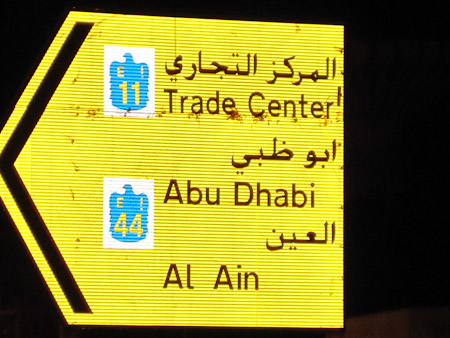 المركز التجاري
E 11
Trade Center
ابو ظبي
Abu Dhabi
E 44
العين
Al Ain